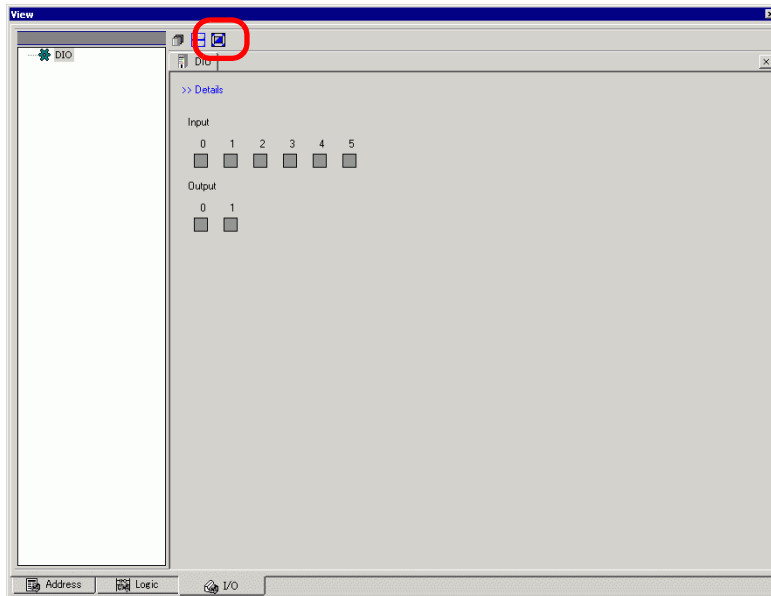 View
DIO
DIO
>> Details
Input
0 1 2 3 4 5
Output
0 1
Address Logic I/O